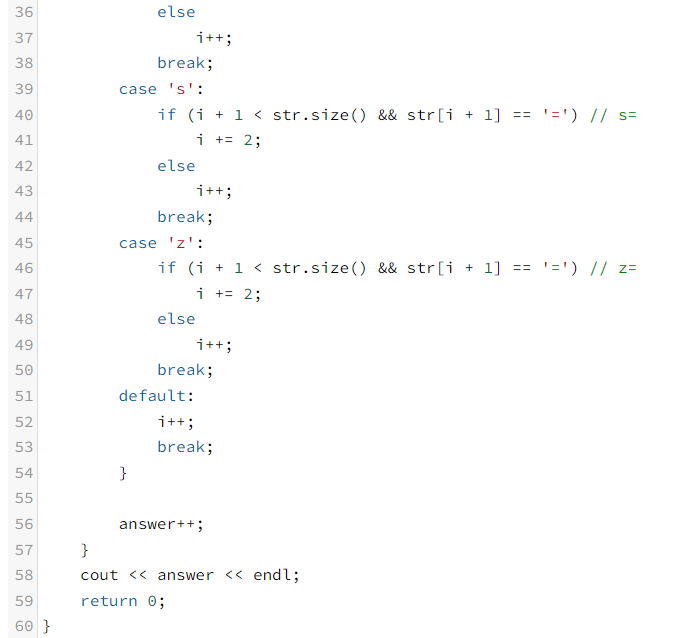 36 else
37 i++;
38 break;
39 case 's':
40 if (i + 1 < str.size() && str[i + 1] == '=') // s=
41 i += 2;
42 else
43 i++;
44 break;
45 case 'z':
46 if (i + 1 < str.size() && str[i + 1] == '=') // z=
47 i += 2;
48 else
49 i++;
50 break;
51 default:
52 i++;
53 break;
54 }
55
56 answer++;
57 }
58 cout << answer << endl;
59 return 0;
60 }